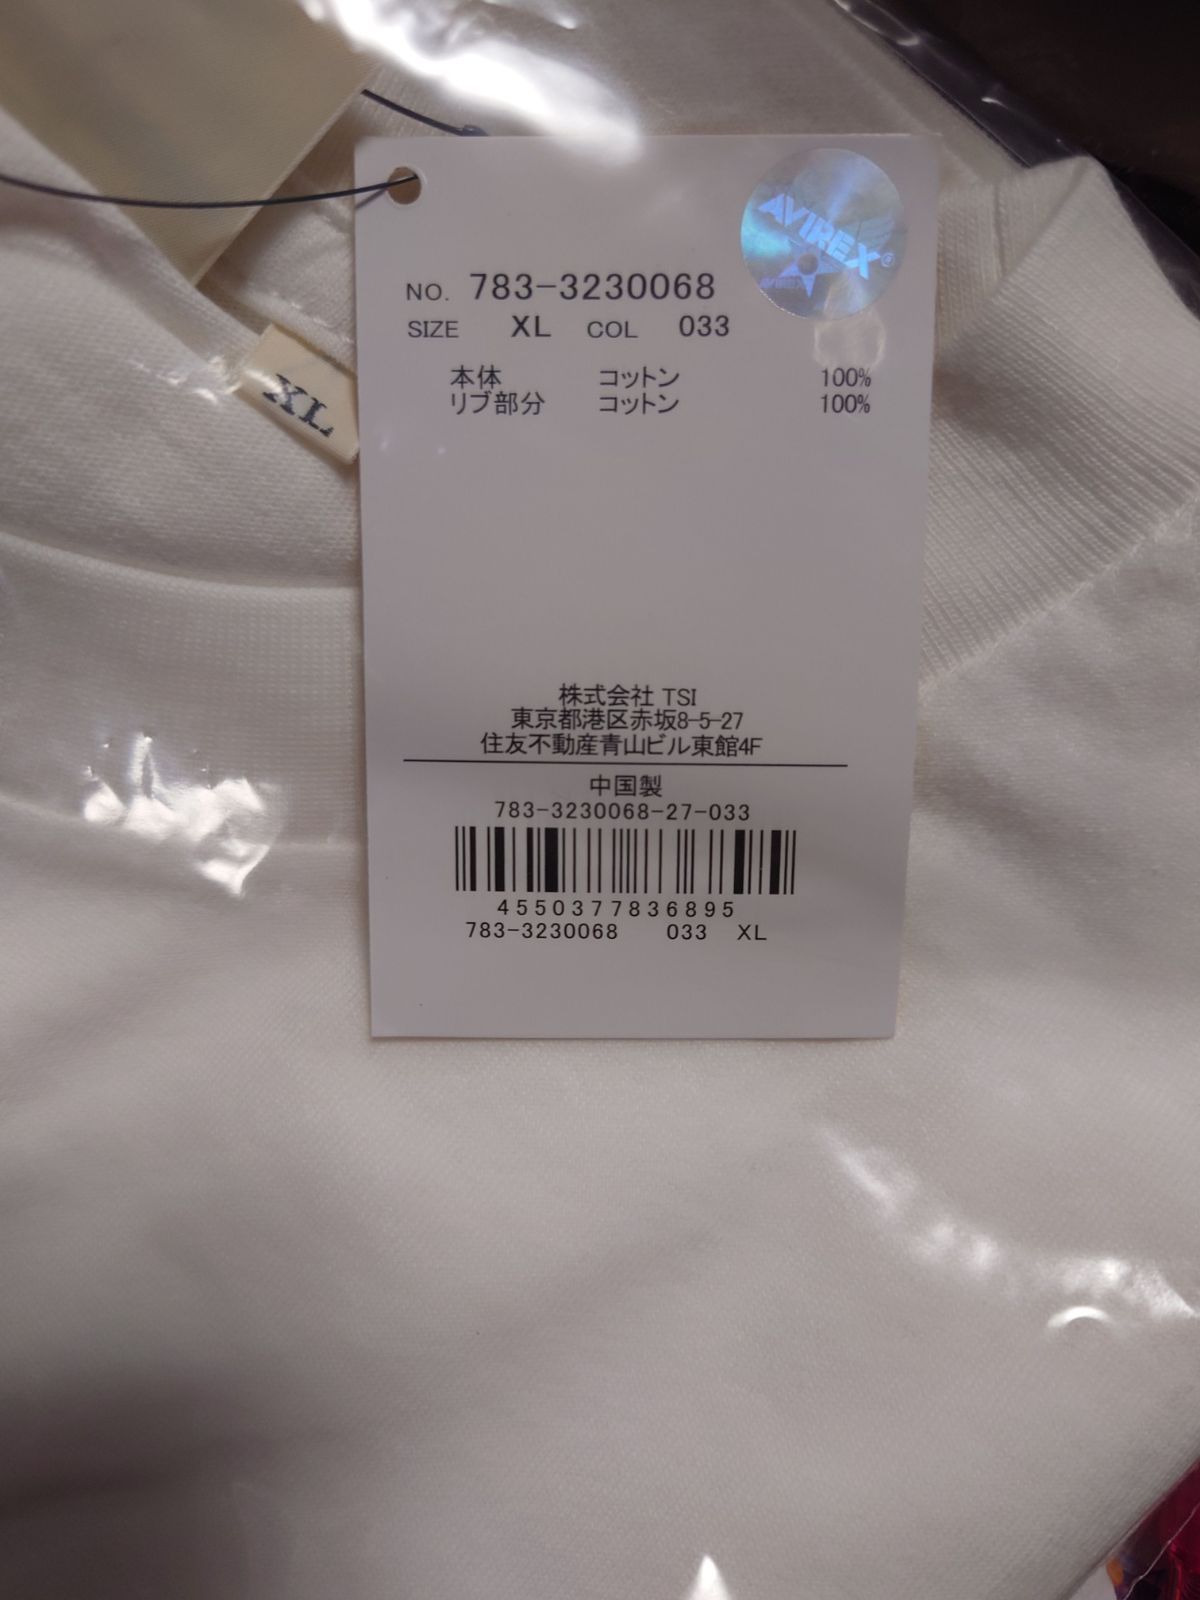 AVIREX®
AVIREX
NO. 783-3230068
SIZE XL COL 033
本体 コットン 100%
リブ部分 コットン 100%
XL
株式会社 TSI
東京都港区赤坂8-5-27
住友不動産青山ビル東館4F
中国製
783-3230068-27-033
4550377836895
783-3230068 033 XL